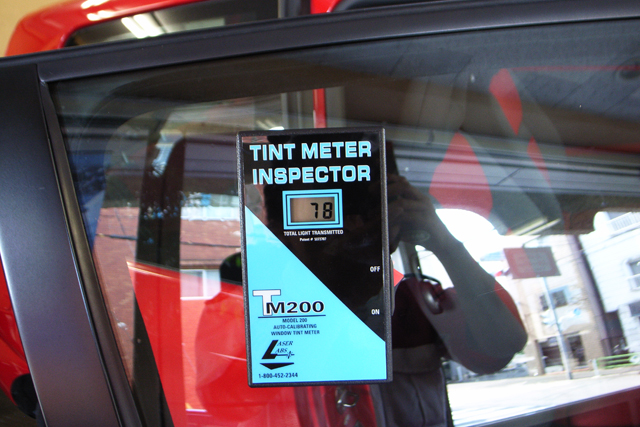 TINT METER
INSPECTOR
78
TOTAL LIGHT TRANSMITTED
OFF
TM200
ON
MODEL 200
AUTO-CALIBRATING
WINDOW TINT METER
LASER
LABS
1-800-452-2344